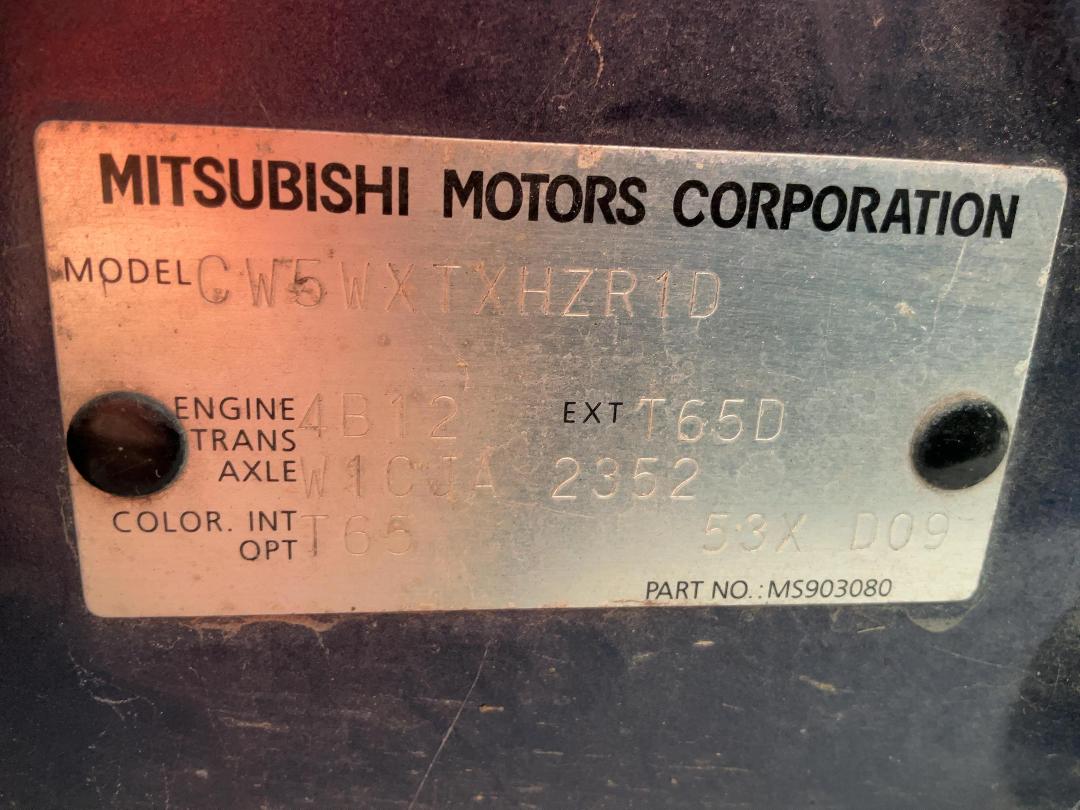 MITSUBISHI MOTORS CORPORATION
MODEL CW5WXTXHZR1D
ENGINE 4B12 EXT T65D
TRANS
AXLE W1CJA 2352
COLOR. INT
OPT T65 53X D09
PART NO.: MS903080